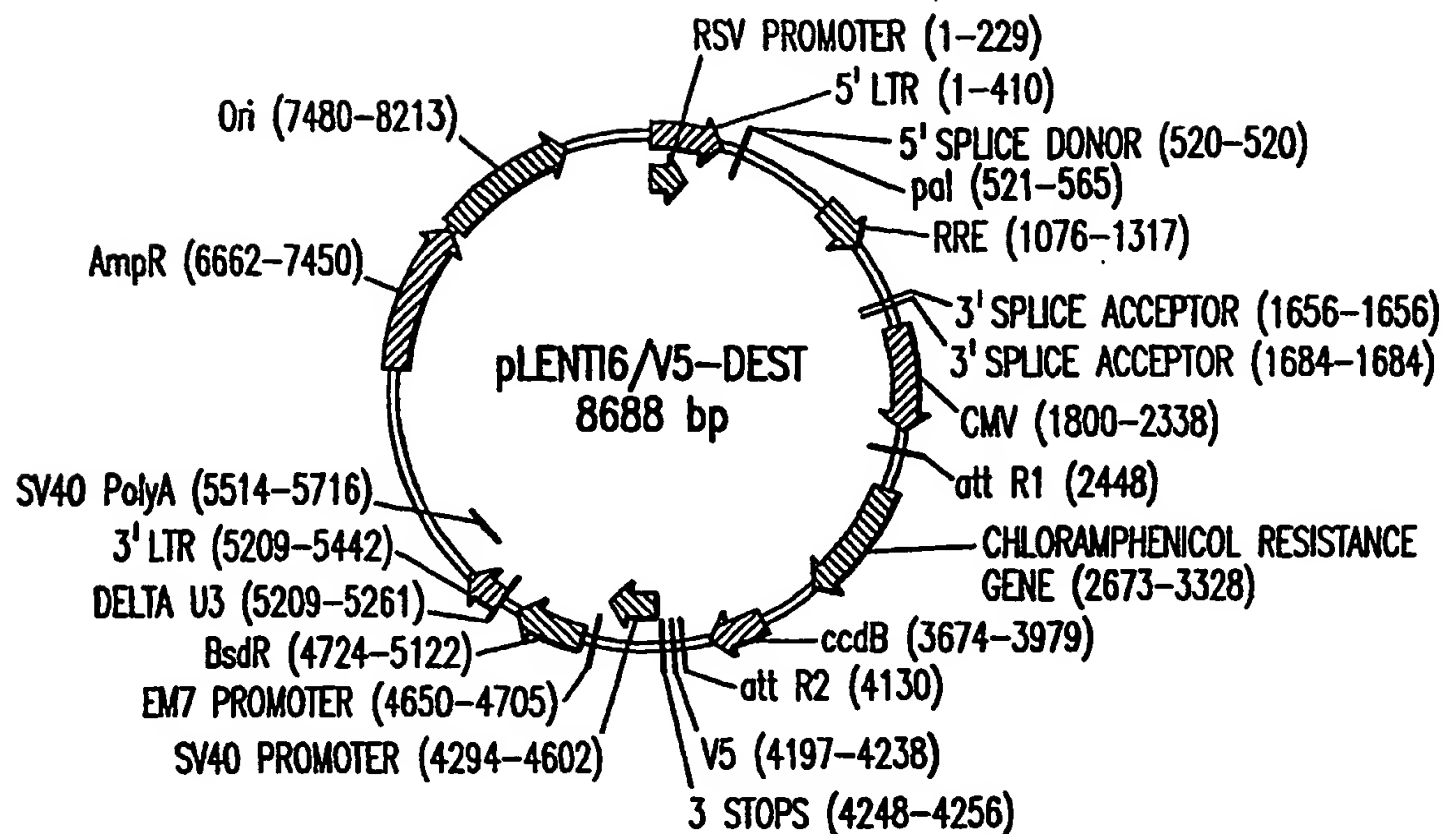 RSV PROMOTER (1-229)
5' LTR (1-410)
5' SPLICE DONOR (520-520)
pal (521-565)
RRE (1076-1317)
3' SPLICE ACCEPTOR (1656-1656)
3' SPLICE ACCEPTOR (1684-1684)
CMV (1800-2338)
att R1 (2448)
CHLORAMPHENICOL RESISTANCE
GENE (2673-3328)
ccdB (3674-3979)
att R2 (4130)
V5 (4197-4238)
3 STOPS (4248-4256)
SV40 PROMOTER (4294-4602)
EM7 PROMOTER (4650-4705)
BsdR (4724-5122)
DELTA U3 (5209-5261)
3' LTR (5209-5442)
SV40 PolyA (5514-5716)
AmpR (6662-7450)
Ori (7480-8213)
pLENTI6/V5-DEST
8688 bp